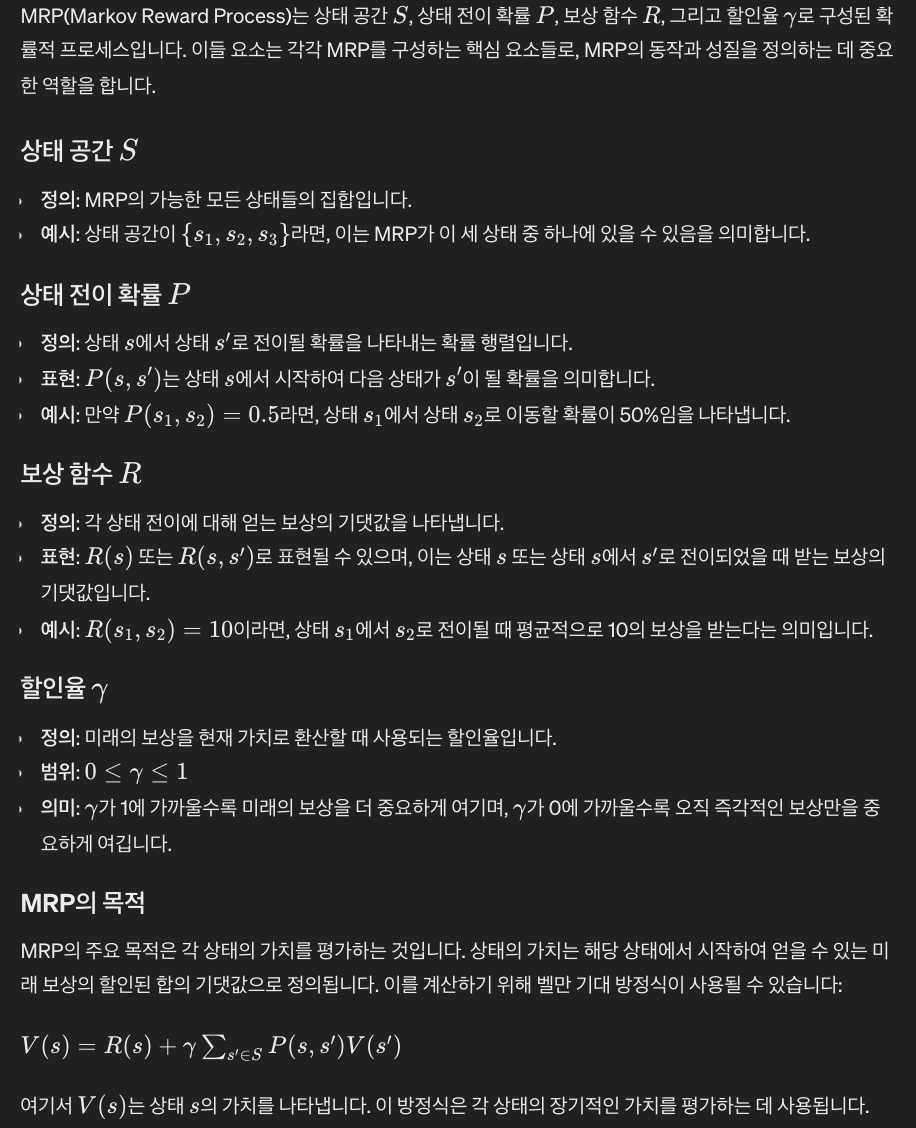 MRP(Markov Reward Process)는 상태 공간 S, 상태 전이 확률 P, 보상 함수 R, 그리고 할인율 γ로 구성된 확
률적 프로세스입니다. 이들 요소는 각각 MRP를 구성하는 핵심 요소들로, MRP의 동작과 성질을 정의하는 데 중요
한 역할을 합니다.
상태 공간 S
정의: MRP의 가능한 모든 상태들의 집합입니다.
예시: 상태 공간이 {s₁, s₂, s₃}라면, 이는 MRP가 이 세 상태 중 하나에 있을 수 있음을 의미합니다.
상태 전이 확률 P
정의: 상태 s에서 상태 s′로 전이될 확률을 나타내는 확률 행렬입니다.
표현: P(s, s′)는 상태 s에서 시작하여 다음 상태가 s′이 될 확률을 의미합니다.
예시: 만약 P(s₁, s₂) = 0.5라면, 상태 s₁에서 상태 s₂로 이동할 확률이 50%임을 나타냅니다.
보상 함수 R
정의: 각 상태 전이에 대해 얻는 보상의 기댓값을 나타냅니다.
표현: R(s) 또는 R(s, s′)로 표현될 수 있으며, 이는 상태 s 또는 상태 s에서 s′로 전이되었을 때 받는 보상의
기댓값입니다.
예시: R(s₁, s₂) = 10이라면, 상태 s₁에서 s₂로 전이될 때 평균적으로 10의 보상을 받는다는 의미입니다.
할인율 γ
정의: 미래의 보상을 현재 가치로 환산할 때 사용되는 할인율입니다.
범위: 0 ≤ γ ≤ 1
의미: γ가 1에 가까울수록 미래의 보상을 더 중요하게 여기며, γ가 0에 가까울수록 오직 즉각적인 보상만을 중
요하게 여깁니다.
MRP의 목적
MRP의 주요 목적은 각 상태의 가치를 평가하는 것입니다. 상태의 가치는 해당 상태에서 시작하여 얻을 수 있는 미
래 보상의 할인된 합의 기댓값으로 정의됩니다. 이를 계산하기 위해 벨만 기대 방정식이 사용될 수 있습니다:
V(s) = R(s) + γ ∑s′∈S P(s, s′)V(s′)
여기서 V(s)는 상태 s의 가치를 나타냅니다. 이 방정식은 각 상태의 장기적인 가치를 평가하는 데 사용됩니다.